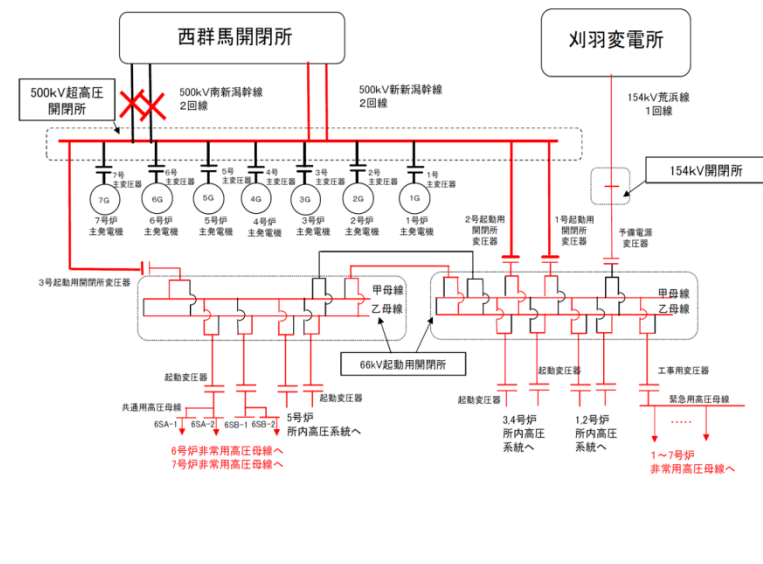 西群馬開閉所
刈羽変電所
500kV超高圧
開閉所
500kV南新潟幹線
2回線
500kV新新潟幹線
2回線
154kV荒浜線
1回線
154kV開閉所
7号
主変圧器
6号
主変圧器
5号
主変圧器
4号
主変圧器
3号
主変圧器
2号
主変圧器
1号
主変圧器
7G
6G
5G
4G
3G
2G
1G
7号炉
主発電機
6号炉
主発電機
5号炉
主発電機
4号炉
主発電機
3号炉
主発電機
2号炉
主発電機
1号炉
主発電機
2号起動用
開閉所
変圧器
1号起動用
開閉所
変圧器
予備電源
変圧器
3号起動用開閉所変圧器
甲母線
乙母線
甲母線
乙母線
66kV起動用開閉所
起動変圧器
共通用高圧母線
6SA-1
6SA-2
6SB-1
6SB-2
5号炉
所内高圧
系統へ
起動変圧器
6号炉非常用高圧母線へ
7号炉非常用高圧母線へ
起動変圧器
起動変圧器
3,4号炉
所内高圧
系統へ
1,2号炉
所内高圧
系統へ
工事用変圧器
緊急用高圧母線
.....
1～7号炉
非常用高圧母線へ